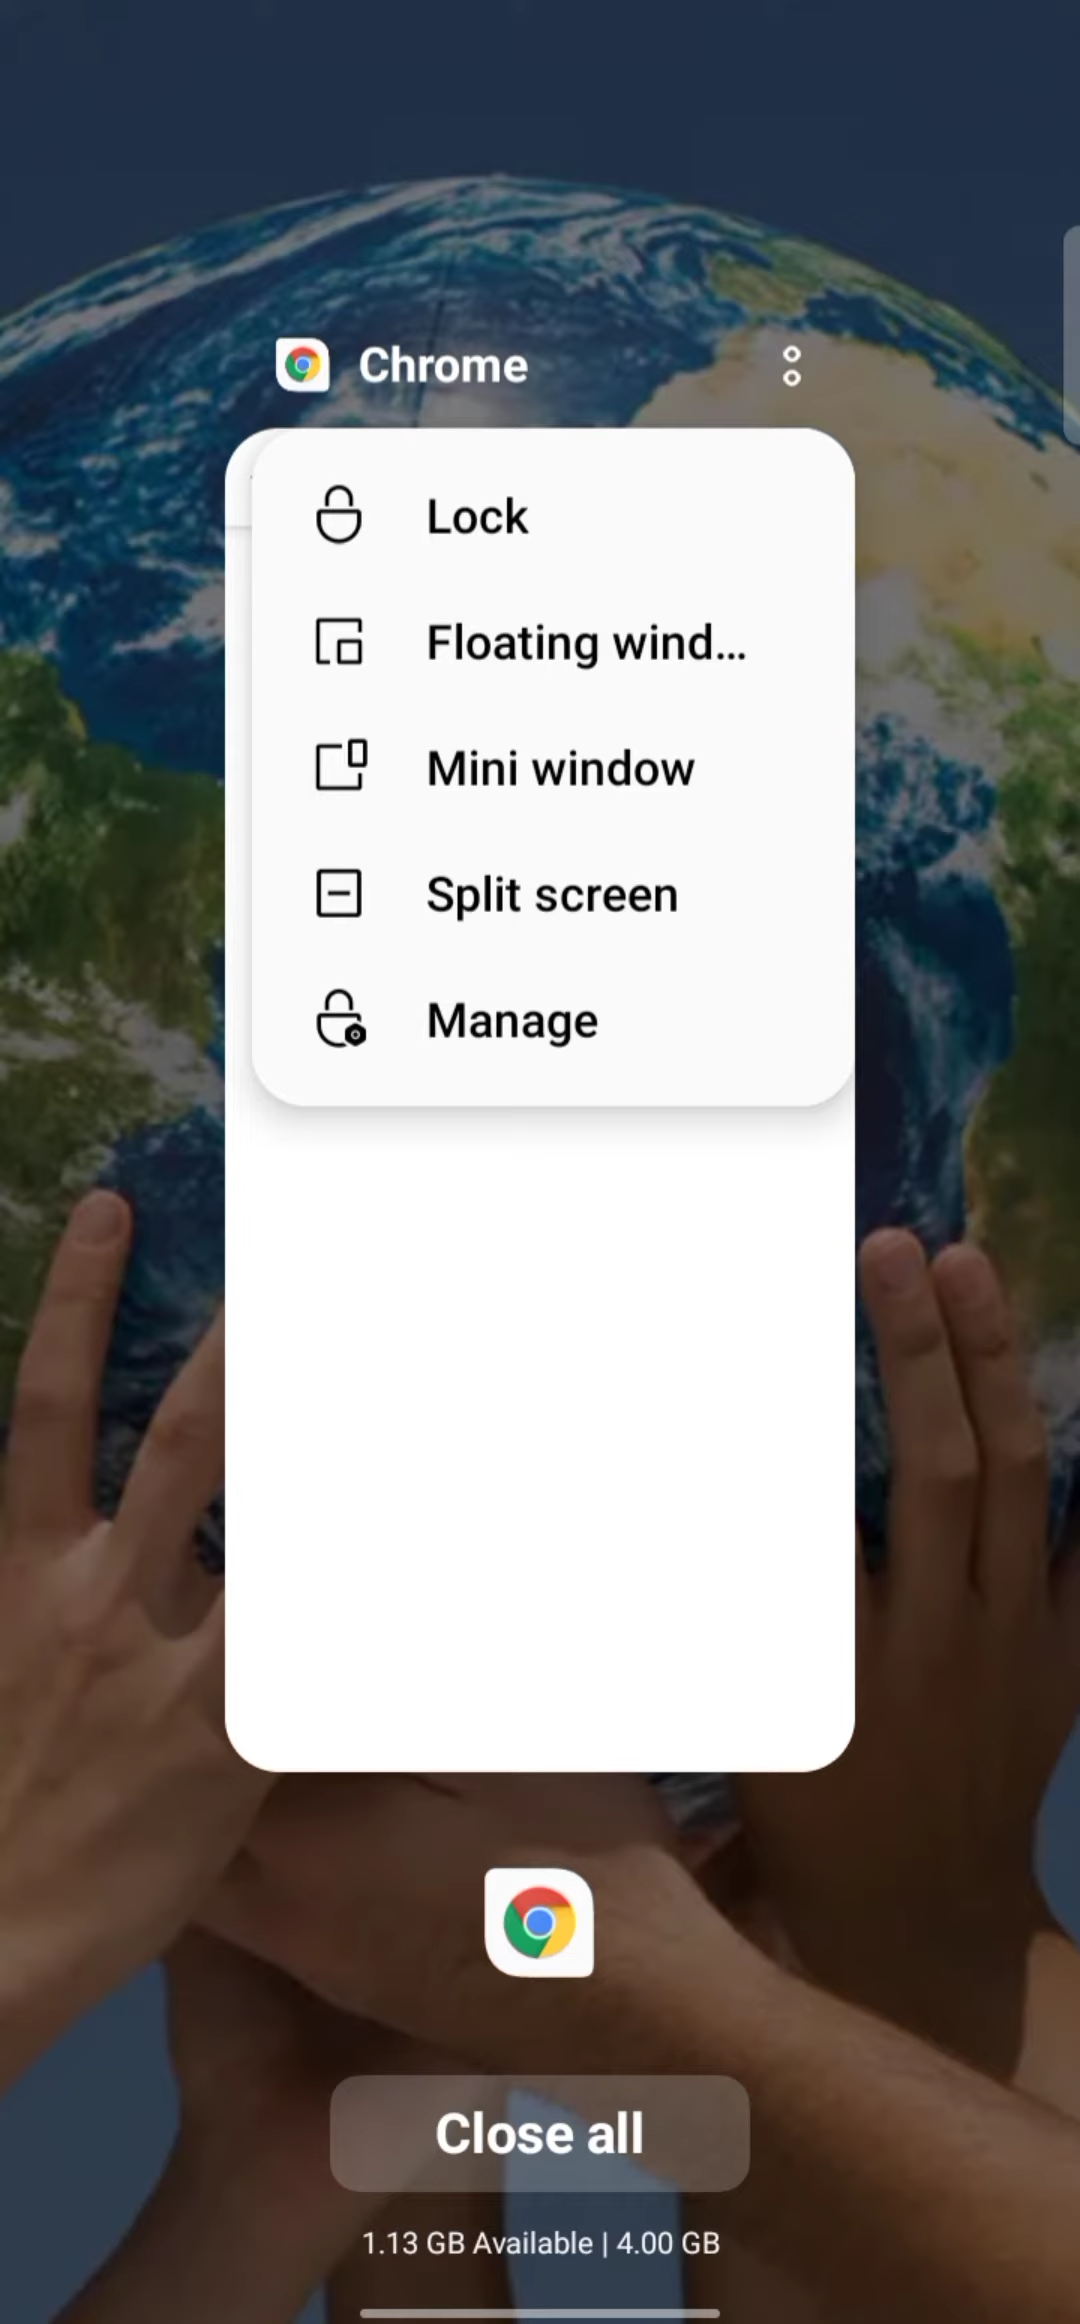 Chrome
Lock
Floating wind...
Mini window
Split screen
Manage
Close all
1.13 GB Available | 4.00 GB